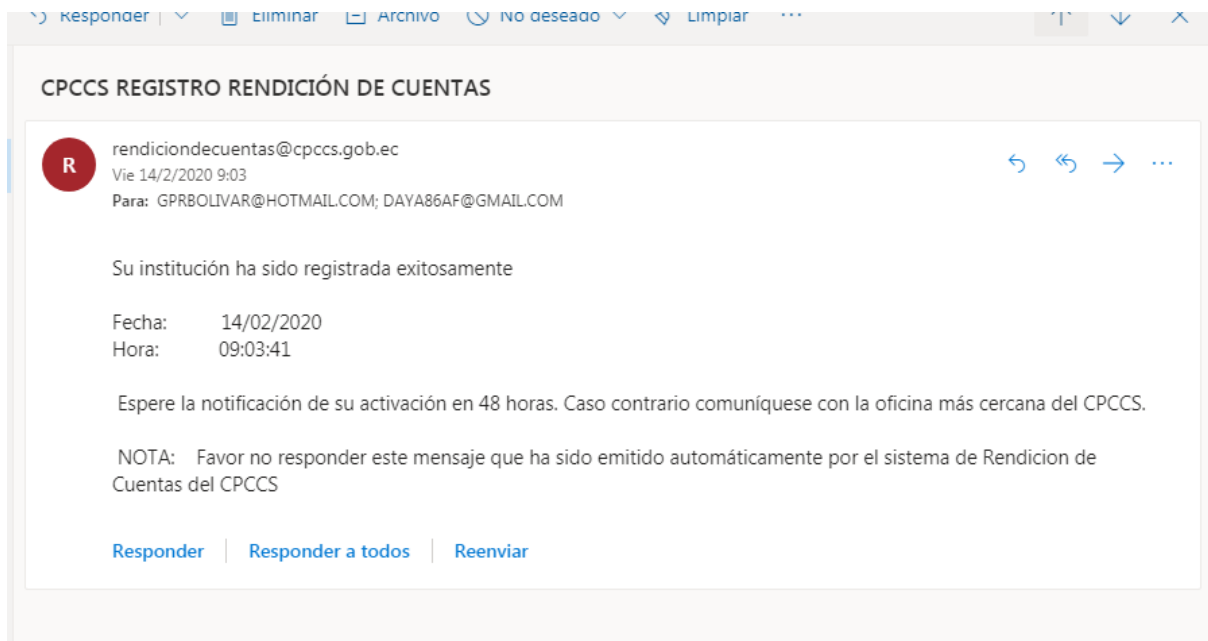 Responder Eliminar Archivo No deseado Limpiar ...
CPCCS REGISTRO RENDICIÓN DE CUENTAS
R
rendiciondecuentas@cpccs.gob.ec
Vie 14/2/2020 9:03
Para: GPRBOLIVAR@HOTMAIL.COM; DAYA86AF@GMAIL.COM
Su institución ha sido registrada exitosamente
Fecha: 14/02/2020
Hora: 09:03:41
Espere la notificación de su activación en 48 horas. Caso contrario comuníquese con la oficina más cercana del CPCCS.
NOTA: Favor no responder este mensaje que ha sido emitido automáticamente por el sistema de Rendicion de
Cuentas del CPCCS
Responder Responder a todos Reenviar